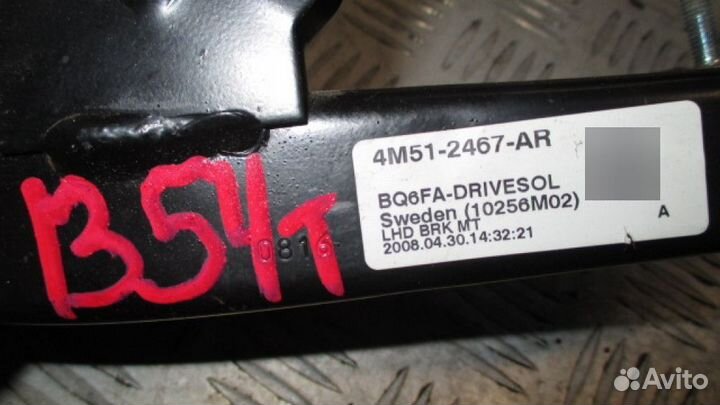 4M51-2467-AR
BQ6FA-DRIVESOL
Sweden (10256M02)
LHD BRK MT
2008.04.30.14:32:21
A
B54T
0816
Avito